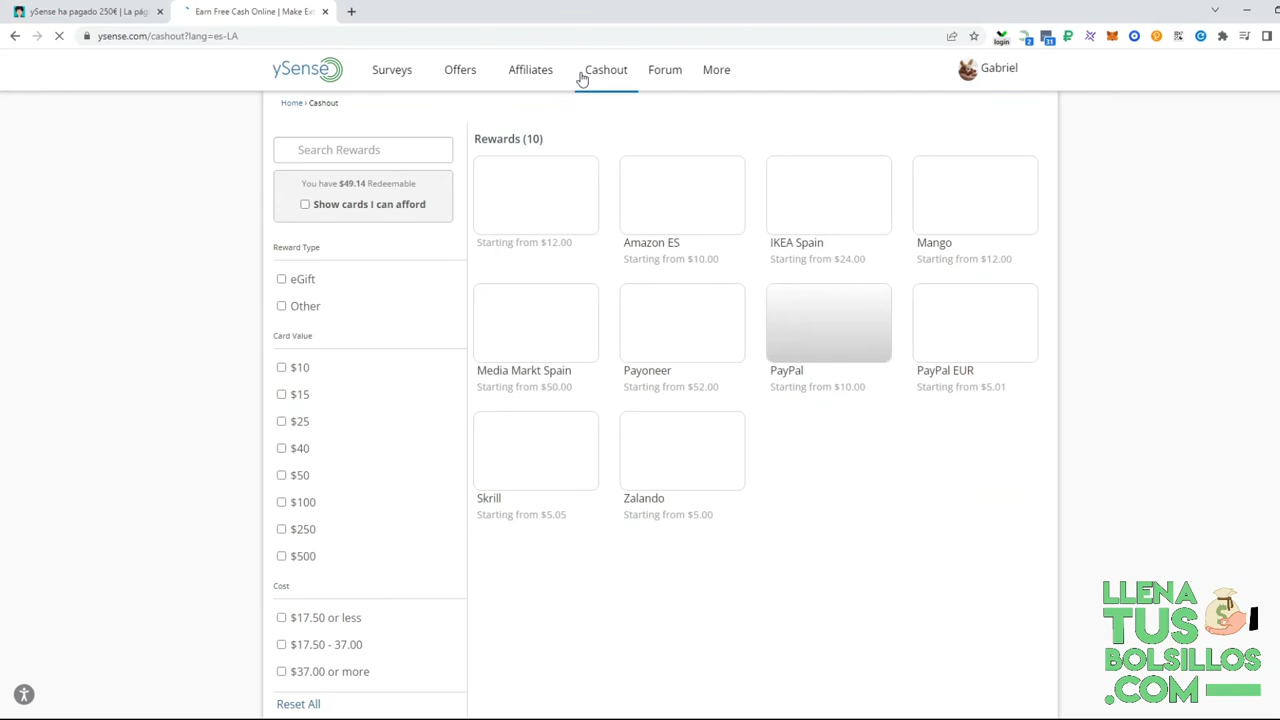 ySense ha pagado 250€ | La pág
Earn Free Cash Online | Make Ex
ysense.com/cashout?lang=es-LA
login
2
31
ySense
Surveys
Offers
Affiliates
Cashout
Forum
More
Gabriel
Home › Cashout
Search Rewards
You have $49.14 Redeemable
Show cards I can afford
Reward Type
eGift
Other
Card Value
$10
$15
$25
$40
$50
$100
$250
$500
Cost
$17.50 or less
$17.50 - 37.00
$37.00 or more
Reset All
Rewards (10)
Starting from $12.00
Amazon ES
Starting from $10.00
IKEA Spain
Starting from $24.00
Mango
Starting from $12.00
Media Markt Spain
Starting from $50.00
Payoneer
Starting from $52.00
PayPal
Starting from $10.00
PayPal EUR
Starting from $5.01
Skrill
Starting from $5.05
Zalando
Starting from $5.00
LLENA
TUS
BOLSILLOS
.COM